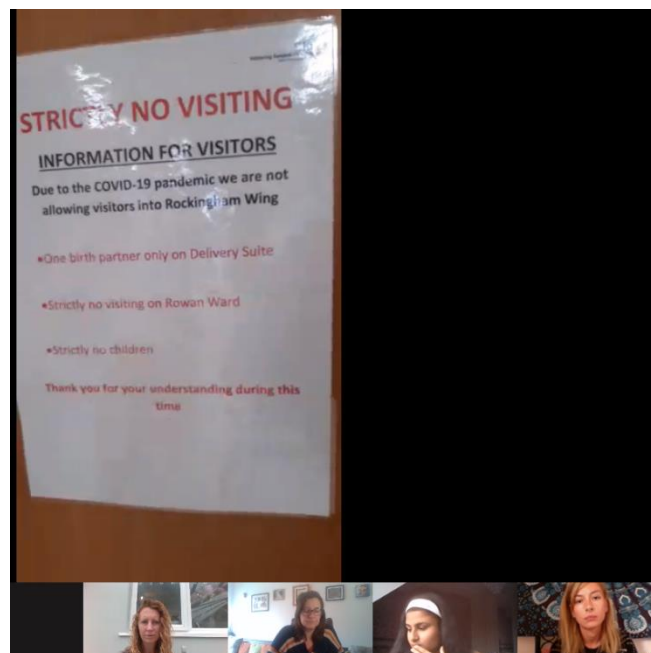 STRICTLY NO VISITING
INFORMATION FOR VISITORS
Due to the COVID-19 pandemic we are not
allowing visitors into Rockingham Wing
•One birth partner only on Delivery Suite
•Strictly no visiting on Rowan Ward
•Strictly no children
Thank you for your understanding during this
time